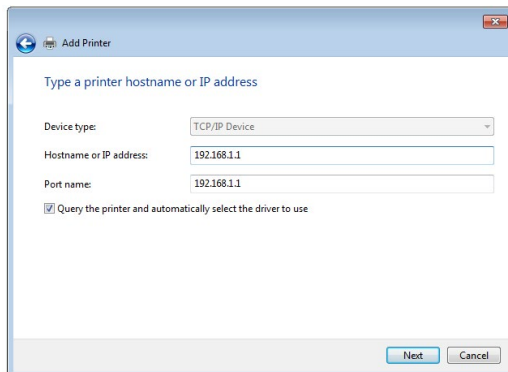 Add Printer
Type a printer hostname or IP address
Device type: TCP/IP Device
Hostname or IP address: 192.168.1.1
Port name: 192.168.1.1
Query the printer and automatically select the driver to use
Next Cancel